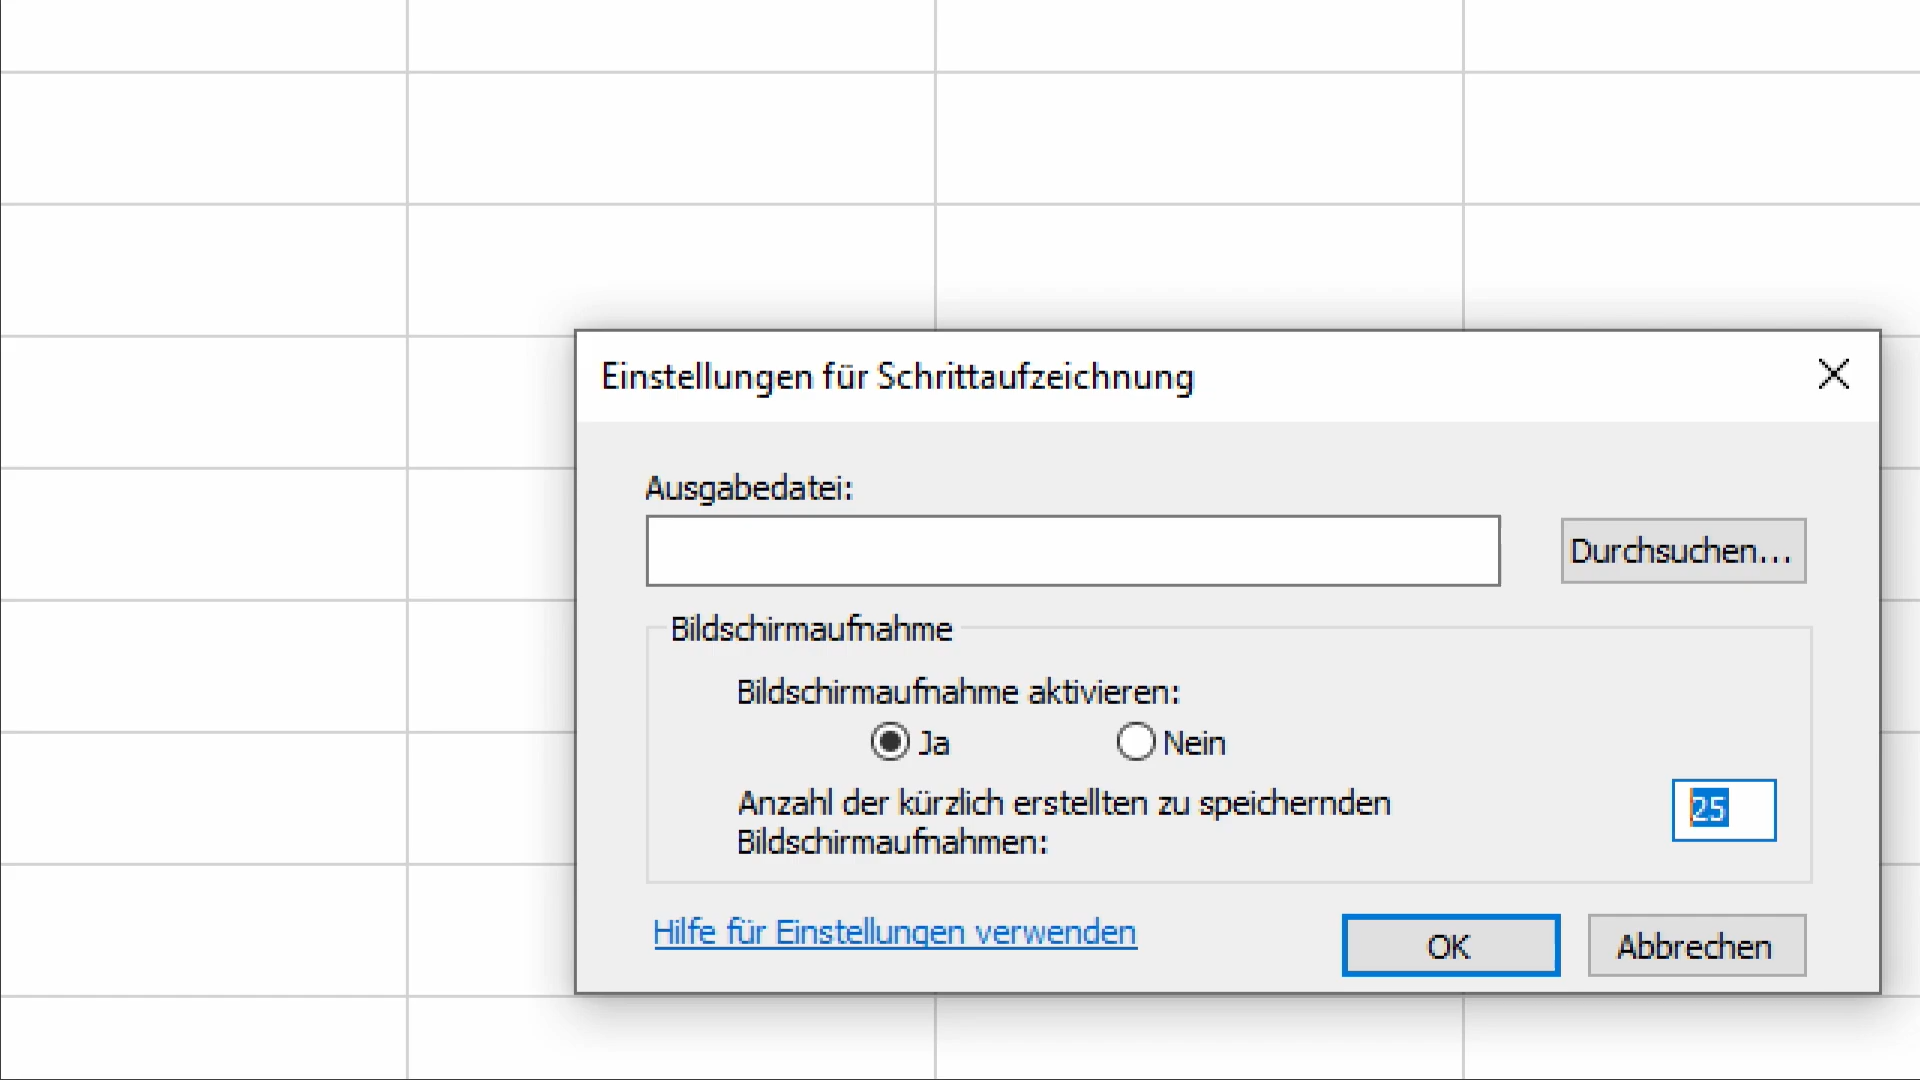 Einstellungen für Schrittaufzeichnung
Ausgabedatei:
Durchsuchen...
Bildschirmaufnahme
Bildschirmaufnahme aktivieren:
Ja Nein
Anzahl der kürzlich erstellten zu speichernden
Bildschirmaufnahmen:
25
Hilfe für Einstellungen verwenden
OK Abbrechen